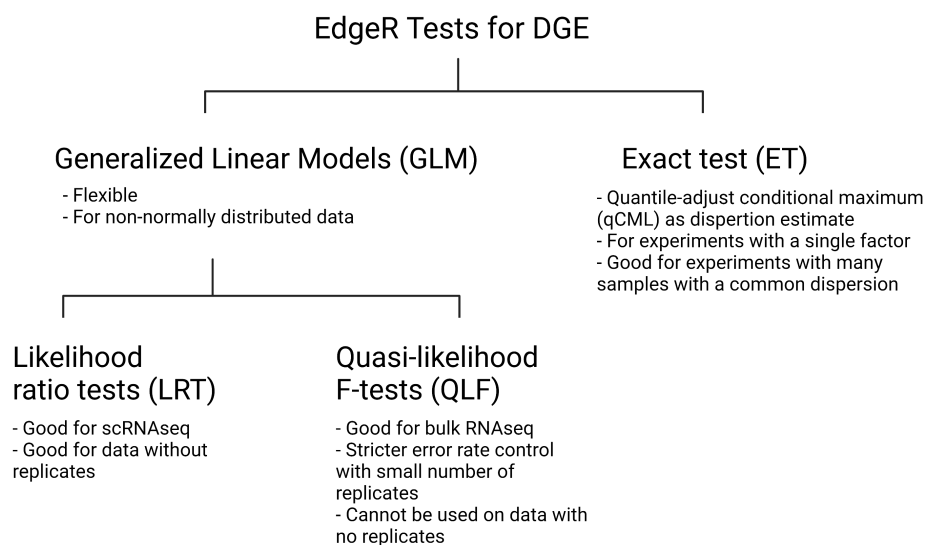 EdgeR Tests for DGE
Generalized Linear Models (GLM)
- Flexible
- For non-normally distributed data
Exact test (ET)
- Quantile-adjust conditional maximum
(qCML) as dispertion estimate
- For experiments with a single factor
- Good for experiments with many
samples with a common dispersion
Likelihood
ratio tests (LRT)
- Good for scRNAseq
- Good for data without
replicates
Quasi-likelihood
F-tests (QLF)
- Good for bulk RNAseq
- Stricter error rate control
with small number of
replicates
- Cannot be used on data with
no replicates